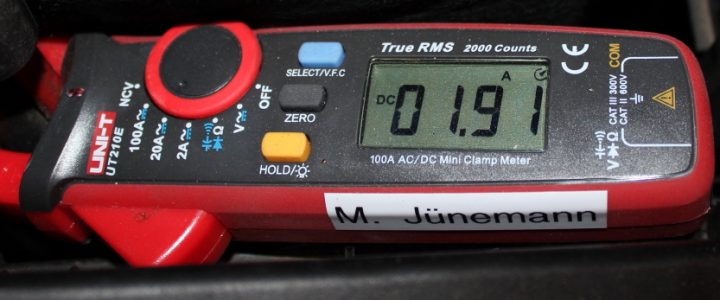 UNI-T
UT210E
NCV
100A
20A
2A
Ω
V
OFF
SELECT/V.F.C
ZERO
HOLD/
True RMS 2000 Counts
A
DC 01.91
100A AC/DC Mini Clamp Meter
CE
COM
CAT III 300V
CAT II 600V
V Ω
M. Jünemann